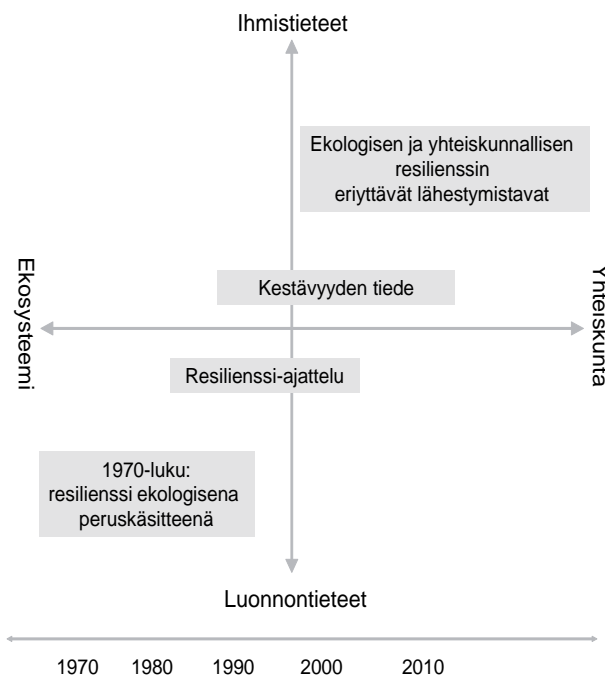 Ihmistieteet
Ekologisen ja yhteiskunnallisen
resilienssin
eriyttävät lähestymistavat
Ekosysteemi
Kestävyyden tiede
Yhteiskunta
Resilienssi-ajattelu
1970-luku:
resilienssi ekologisena
peruskäsitteenä
Luonnontieteet
1970 1980 1990 2000 2010